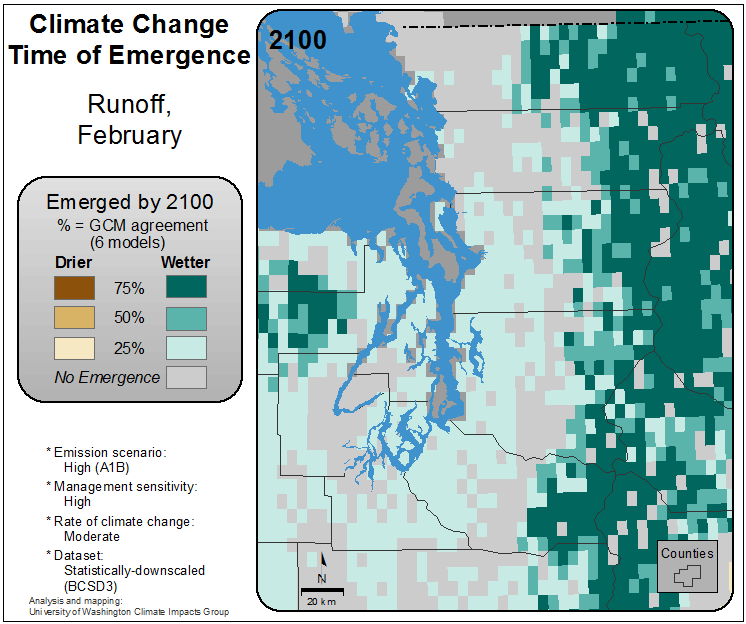 Climate Change
Time of Emergence
Runoff,
February
Emerged by 2100
% = GCM agreement
(6 models)
Drier
Wetter
75%
50%
25%
No Emergence
* Emission scenario:
High (A1B)
* Management sensitivity:
High
* Rate of climate change:
Moderate
* Dataset:
Statistically-downscaled
(BCSD3)
Analysis and mapping:
University of Washington Climate Impacts Group
2100
N
20 km
Counties